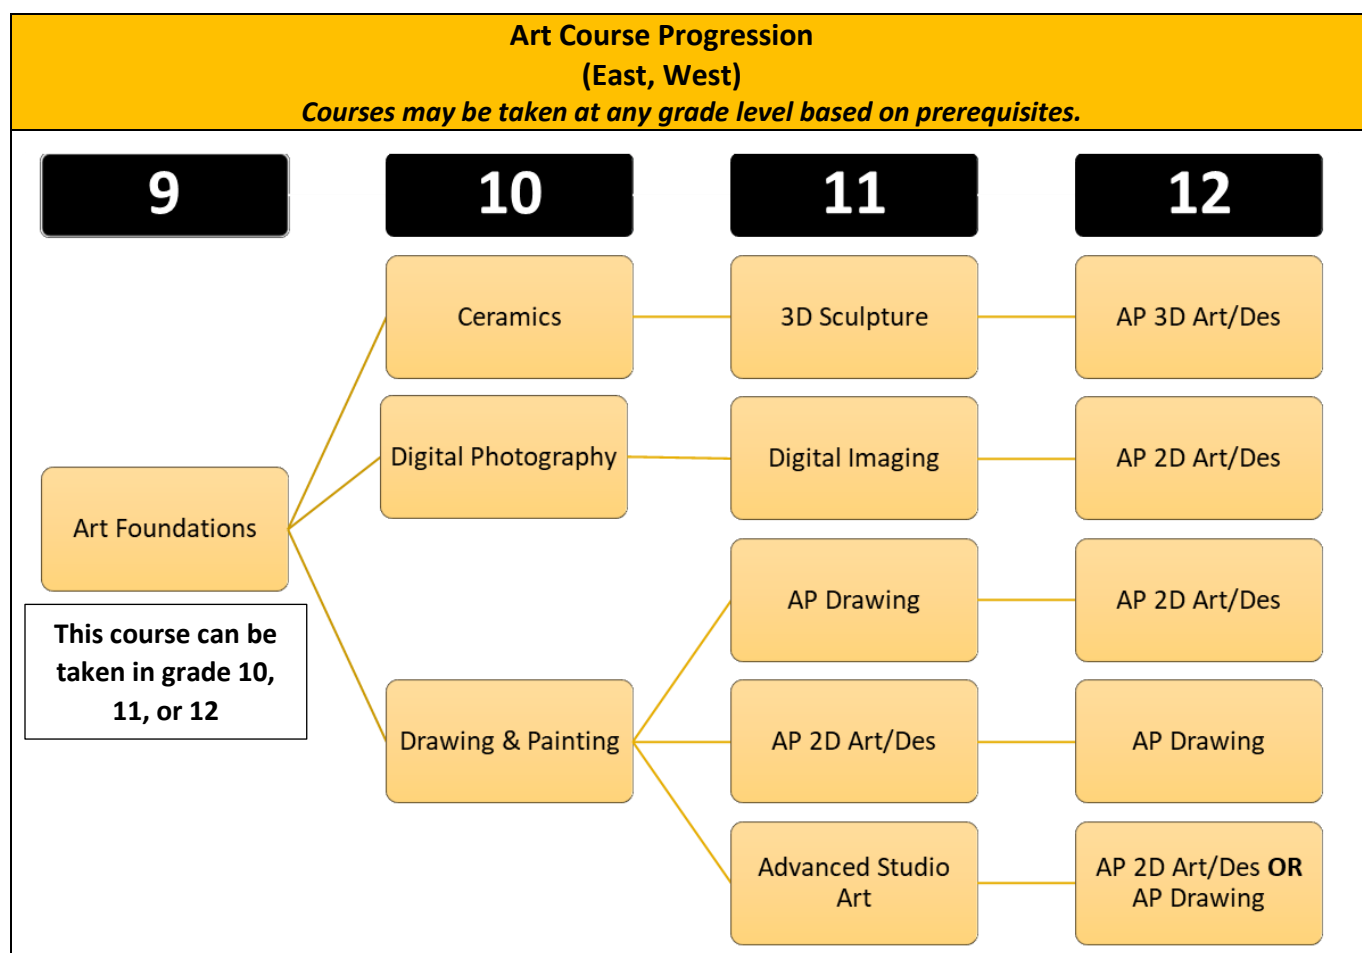 Art Course Progression
(East, West)
Courses may be taken at any grade level based on prerequisites.
9
10
11
12
Ceramics
3D Sculpture
AP 3D Art/Des
Digital Photography
Digital Imaging
AP 2D Art/Des
Art Foundations
This course can be
taken in grade 10,
11, or 12
AP Drawing
AP 2D Art/Des
Drawing & Painting
AP 2D Art/Des
AP Drawing
Advanced Studio
Art
AP 2D Art/Des OR
AP Drawing